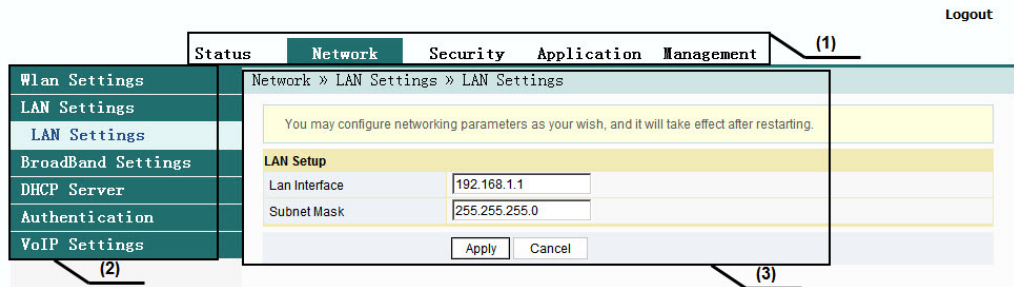 Logout
(1)
Status Network Security Application Management
Wlan Settings
Network » LAN Settings » LAN Settings
LAN Settings
You may configure networking parameters as your wish, and it will take effect after restarting.
LAN Settings
BroadBand Settings
LAN Setup
DHCP Server
Lan Interface 192.168.1.1
Authentication
Subnet Mask 255.255.255.0
VoIP Settings
Apply Cancel
(2)
(3)